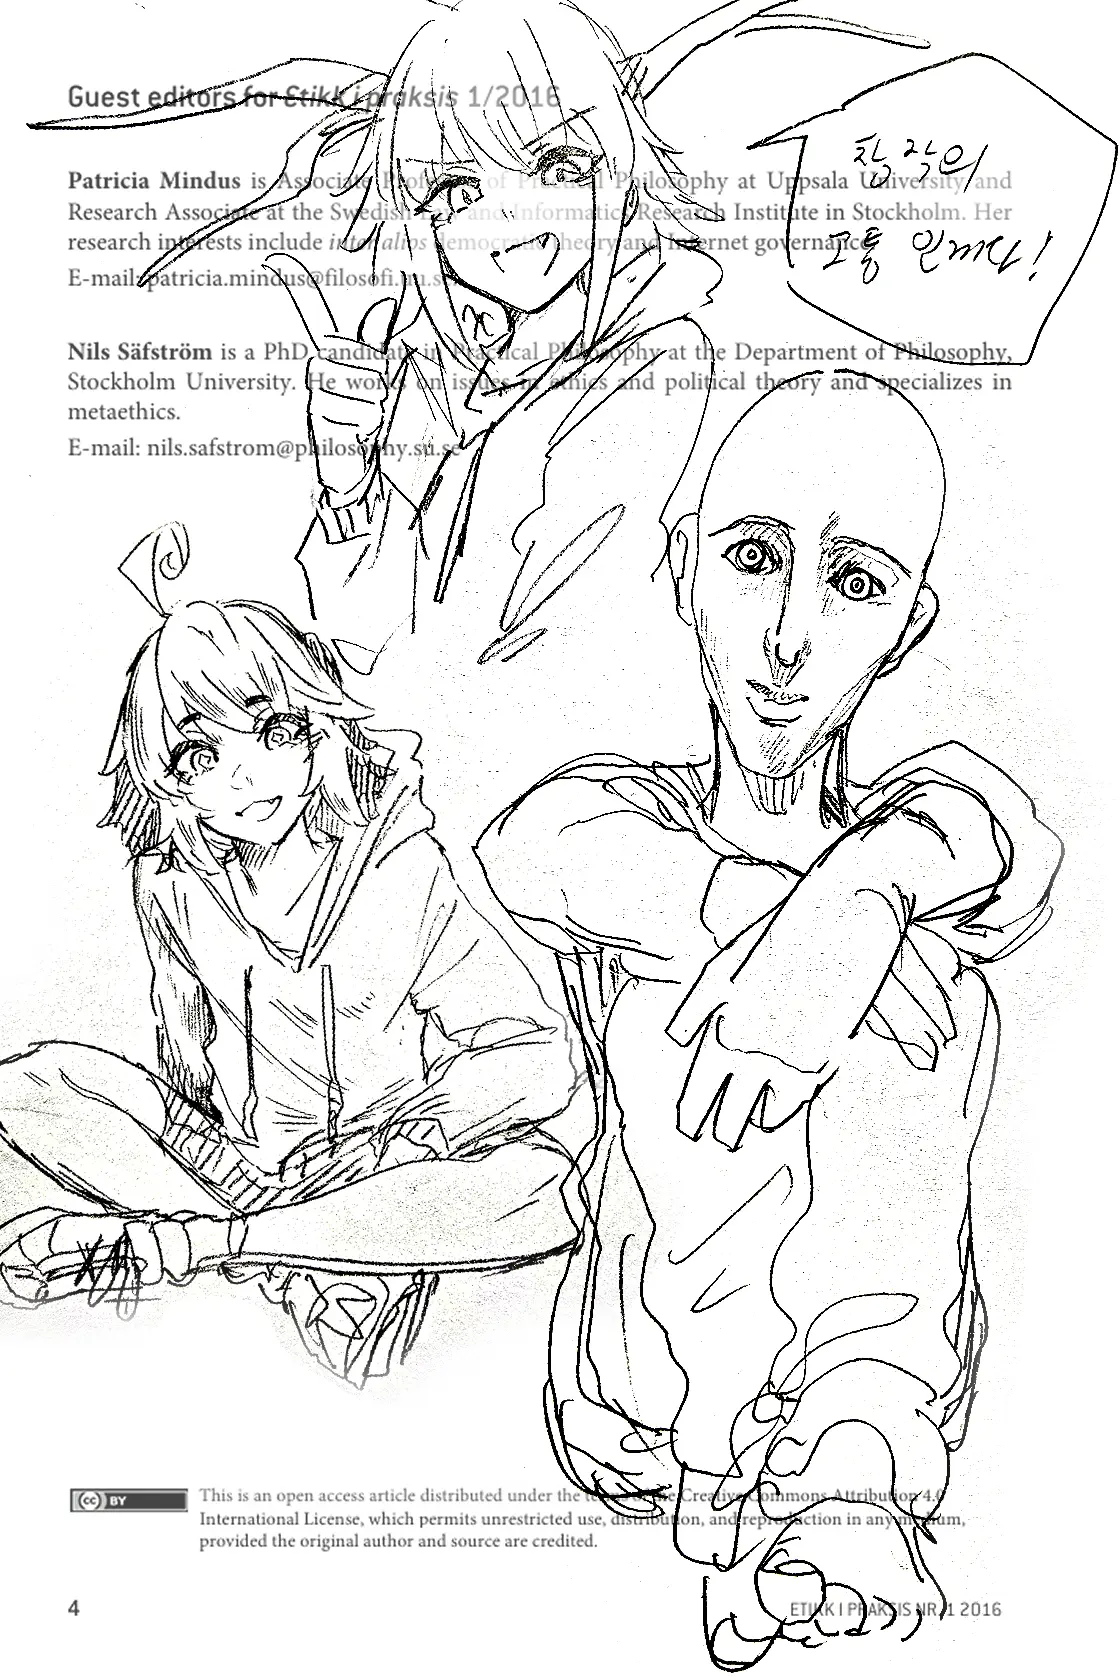 Guest editors for Etikk i praksis 1/2016
창작의
고통 입니다!
Patricia Mindus is Associate Professor of Practical Philosophy at Uppsala University and
Research Associate at the Swedish Law and Informatics Research Institute in Stockholm. Her
research interests include inter alios democratic theory and Internet governance.
E-mail: patricia.mindus@filosofi.uu.se
Nils Säfström is a PhD candidate in Practical Philosophy at the Department of Philosophy,
Stockholm University. He works on issues in ethics and political theory and specializes in
metaethics.
E-mail: nils.safstrom@philosophy.su.se
cc BY
This is an open access article distributed under the terms of the Creative Commons Attribution 4.0
International License, which permits unrestricted use, distribution, and reproduction in any medium,
provided the original author and source are credited.
4
ETIKK I PRAKSIS NR. 1 2016